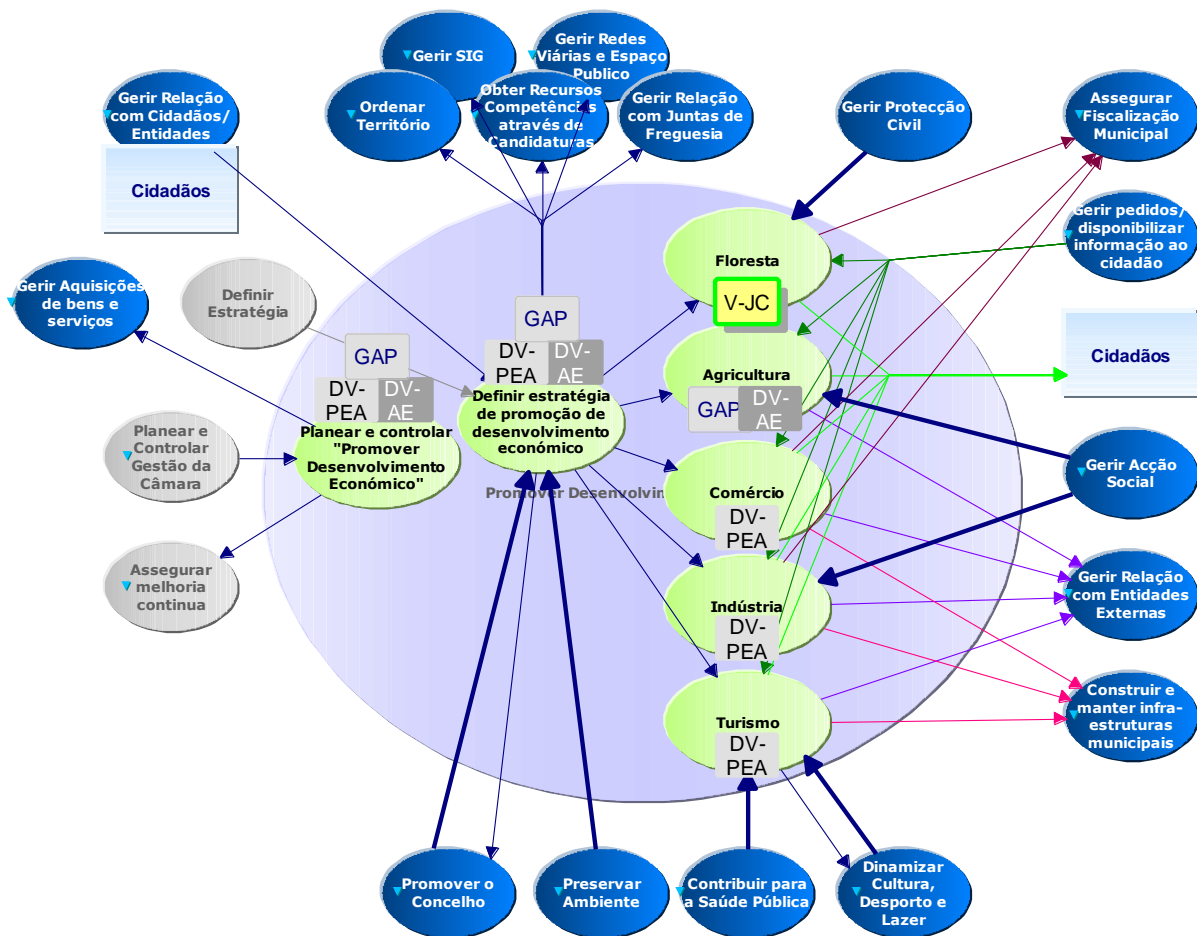 Gerir Redes
Viárias e Espaço
Publico
Gerir SIG
Gerir Relação
com Cidadãos/
Entidades
Ordenar
Território
Obter Recursos
Competências
através de
Candidaturas
Gerir Relação
com Juntas de
Freguesia
Gerir Protecção
Civil
Assegurar
Fiscalização
Municipal
Cidadãos
Gerir pedidos/
disponibilizar
informação ao
cidadão
Floresta
V-JC
Gerir Aquisições
de bens e
serviços
Definir
Estratégia
GAP
DV-
PEA
DV-
AE
GAP
DV-
PEA
DV-
AE
Agricultura
GAP
DV-
AE
Cidadãos
Definir estratégia
de promoção de
desenvolvimento
económico
Planear e controlar
"Promover
Desenvolvimento
Económico"
Planear e
Controlar
Gestão da
Câmara
Promover Desenvolvin
Comércio
DV-
PEA
Gerir Acção
Social
Assegurar
melhoria
continua
Indústria
DV-
PEA
Gerir Relação
com Entidades
Externas
Turismo
DV-
PEA
Construir e
manter infra-
estruturas
municipais
Promover o
Concelho
Preservar
Ambiente
Contribuir para
a Saúde Pública
Dinamizar
Cultura,
Desporto e
Lazer